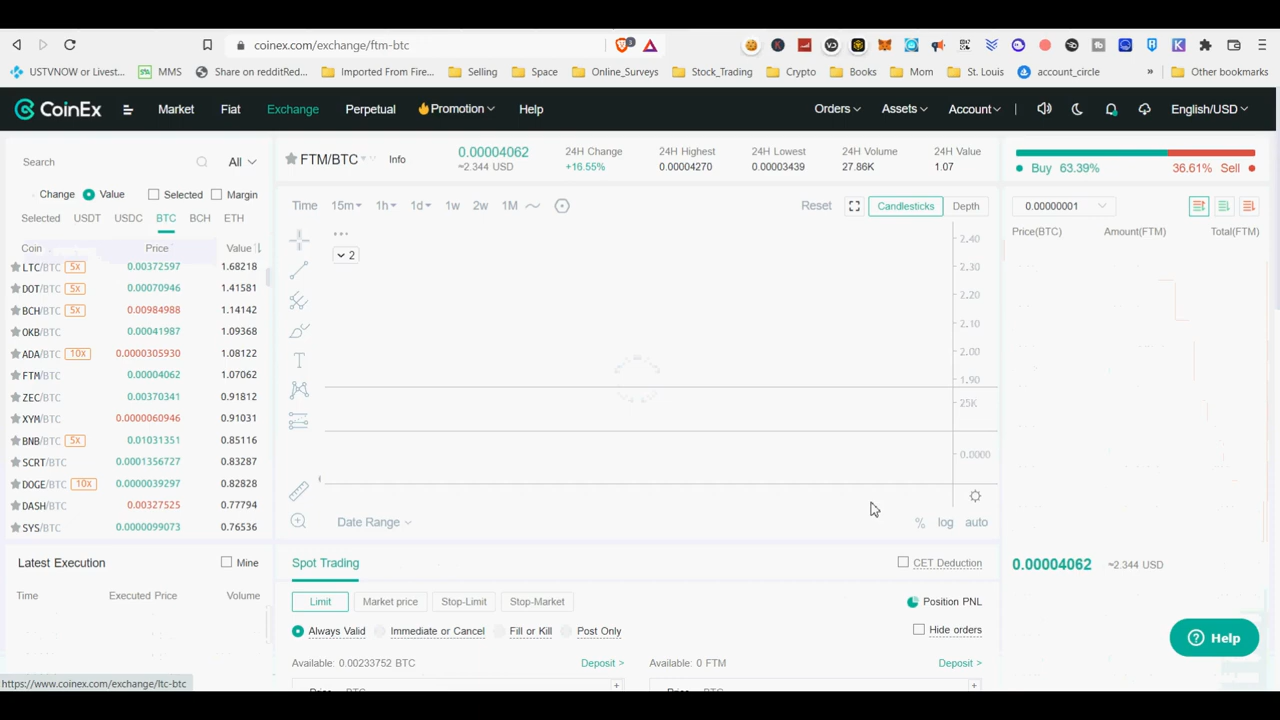 coinex.com/exchange/ftm-btc
USTVNOW or Livest...
MMS
Share on redditRed...
Imported From Fire...
Selling
Space
Online_Surveys
Stock_Trading
Crypto
Books
Mom
St. Louis
account_circle
»
Other bookmarks
CoinEx
Market
Fiat
Exchange
Perpetual
Promotion
Help
Orders
Assets
Account
English/USD
Search
All
Change
Value
Selected
Margin
Selected USDT USDC BTC BCH ETH
Coin Price Value
LTC/BTC 5X 0.00372597 1.68218
DOT/BTC 5X 0.00070946 1.41581
BCH/BTC 5X 0.00984988 1.14142
OKB/BTC 0.00041987 1.09368
ADA/BTC 10X 0.0000305930 1.08122
FTM/BTC 0.00004062 1.07062
ZEC/BTC 0.00370341 0.91812
XYM/BTC 0.0000060946 0.91031
BNB/BTC 5X 0.01031351 0.85116
SCRT/BTC 0.0001356727 0.83287
DOGE/BTC 10X 0.0000039297 0.82828
DASH/BTC 0.00327525 0.77794
SYS/BTC 0.0000099073 0.76536
Latest Execution
Mine
Time Executed Price Volume
https://www.coinex.com/exchange/ltc-btc
FTM/BTC
Info
0.00004062
≈2.344 USD
24H Change
+16.55%
24H Highest
0.00004270
24H Lowest
0.00003439
24H Volume
27.86K
24H Value
1.07
Time 15m 1h 1d 1w 2w 1M
Reset
Candlesticks
Depth
2
2.40
2.30
2.20
2.10
2.00
1.90
25K
0.0000
Date Range
% log auto
Spot Trading
CET Deduction
Limit
Market price
Stop-Limit
Stop-Market
Position PNL
Always Valid
Immediate or Cancel
Fill or Kill
Post Only
Hide orders
Available: 0.00233752 BTC
Deposit >
Available: 0 FTM
Deposit >
Buy 63.39%
36.61% Sell
0.00000001
Price(BTC) Amount(FTM) Total(FTM)
0.00004062 ≈2.344 USD
Help